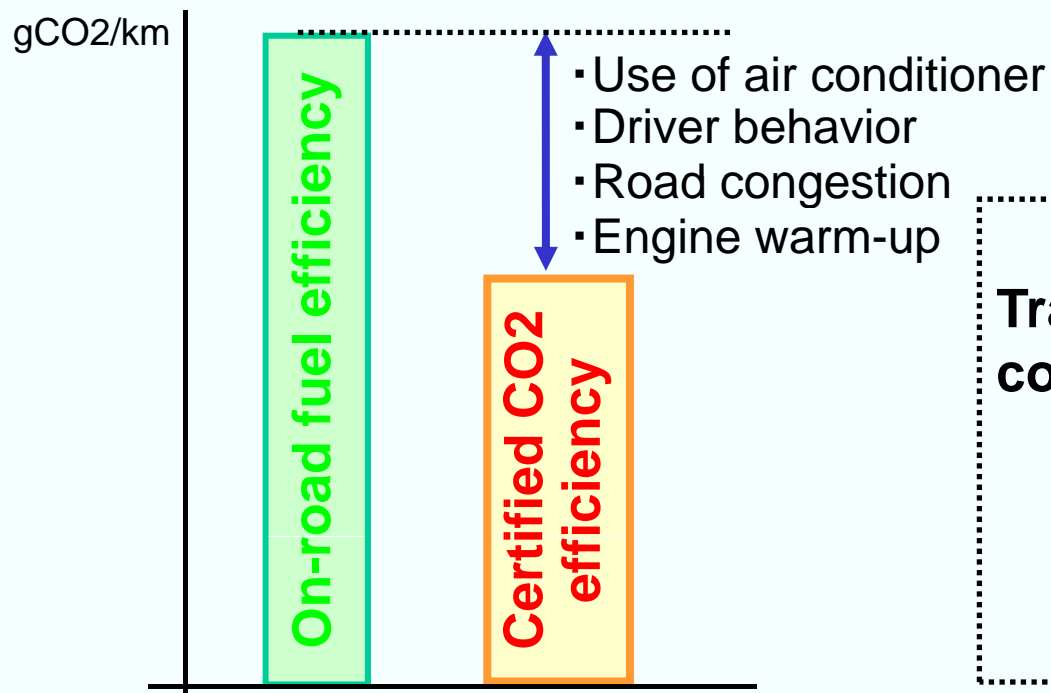 gCO2/km
・Use of air conditioner
・Driver behavior
・Road congestion
・Engine warm-up
On-road fuel efficiency
Certified CO2
efficiency